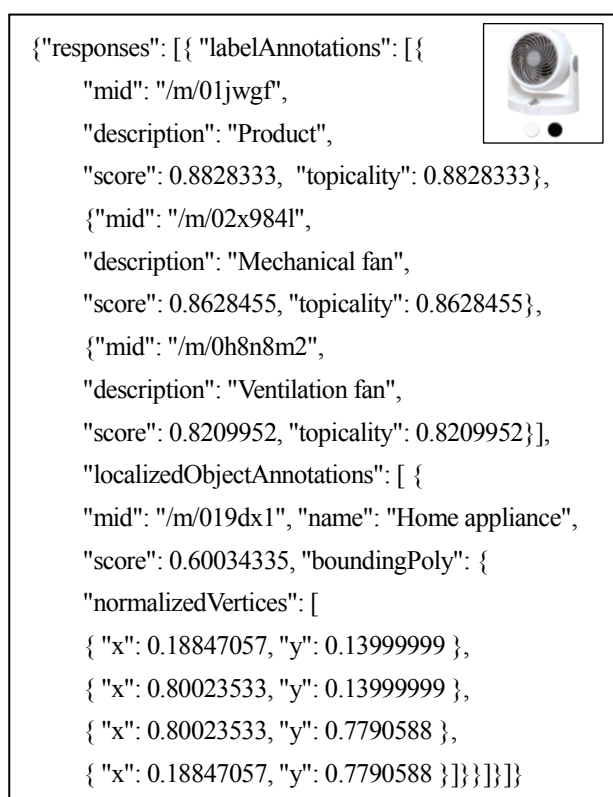 {"responses": [{ "labelAnnotations": [{
"mid": "/m/01jwgf",
"description": "Product",
"score": 0.8828333,  "topicality": 0.8828333},
{"mid": "/m/02x984l",
"description": "Mechanical fan",
"score": 0.8628455, "topicality": 0.8628455},
{"mid": "/m/0h8n8m2",
"description": "Ventilation fan",
"score": 0.8209952, "topicality": 0.8209952}],
"localizedObjectAnnotations": [ {
"mid": "/m/019dx1", "name": "Home appliance",
"score": 0.60034335, "boundingPoly": {
"normalizedVertices": [
{ "x": 0.18847057, "y": 0.13999999 },
{ "x": 0.80023533, "y": 0.13999999 },
{ "x": 0.80023533, "y": 0.7790588 },
{ "x": 0.18847057, "y": 0.7790588 }]}}]}]}